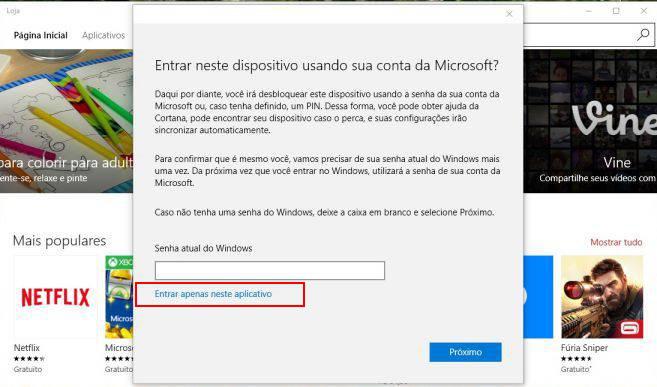 Loja
Página Inicial Aplicativos
Entrar neste dispositivo usando sua conta da Microsoft?
Daqui por diante, você irá desbloquear este dispositivo usando a senha da sua conta da
Microsoft ou, caso tenha definido, um PIN. Dessa forma, você pode obter ajuda da
Cortana, pode encontrar seu dispositivo caso o perca, e suas configurações irão
sincronizar automaticamente.
Para confirmar que é mesmo você, vamos precisar de sua senha atual do Windows mais
uma vez. Da próxima vez que você entrar no Windows, utilizará a senha de sua conta da
Microsoft.
Caso não tenha uma senha do Windows, deixe a caixa em branco e selecione Próximo.
Senha atual do Windows
Entrar apenas neste aplicativo
Próximo
para colorir para adult
ente-se, relaxe e pinte
Vine
Vine
Compartilhe seus vídeos com
Mais populares
Mostrar tudo
NETFLIX
XBO
Micros
Netflix
Gratuito
Micros
Gratuito
Fúria Sniper
Gratuito*